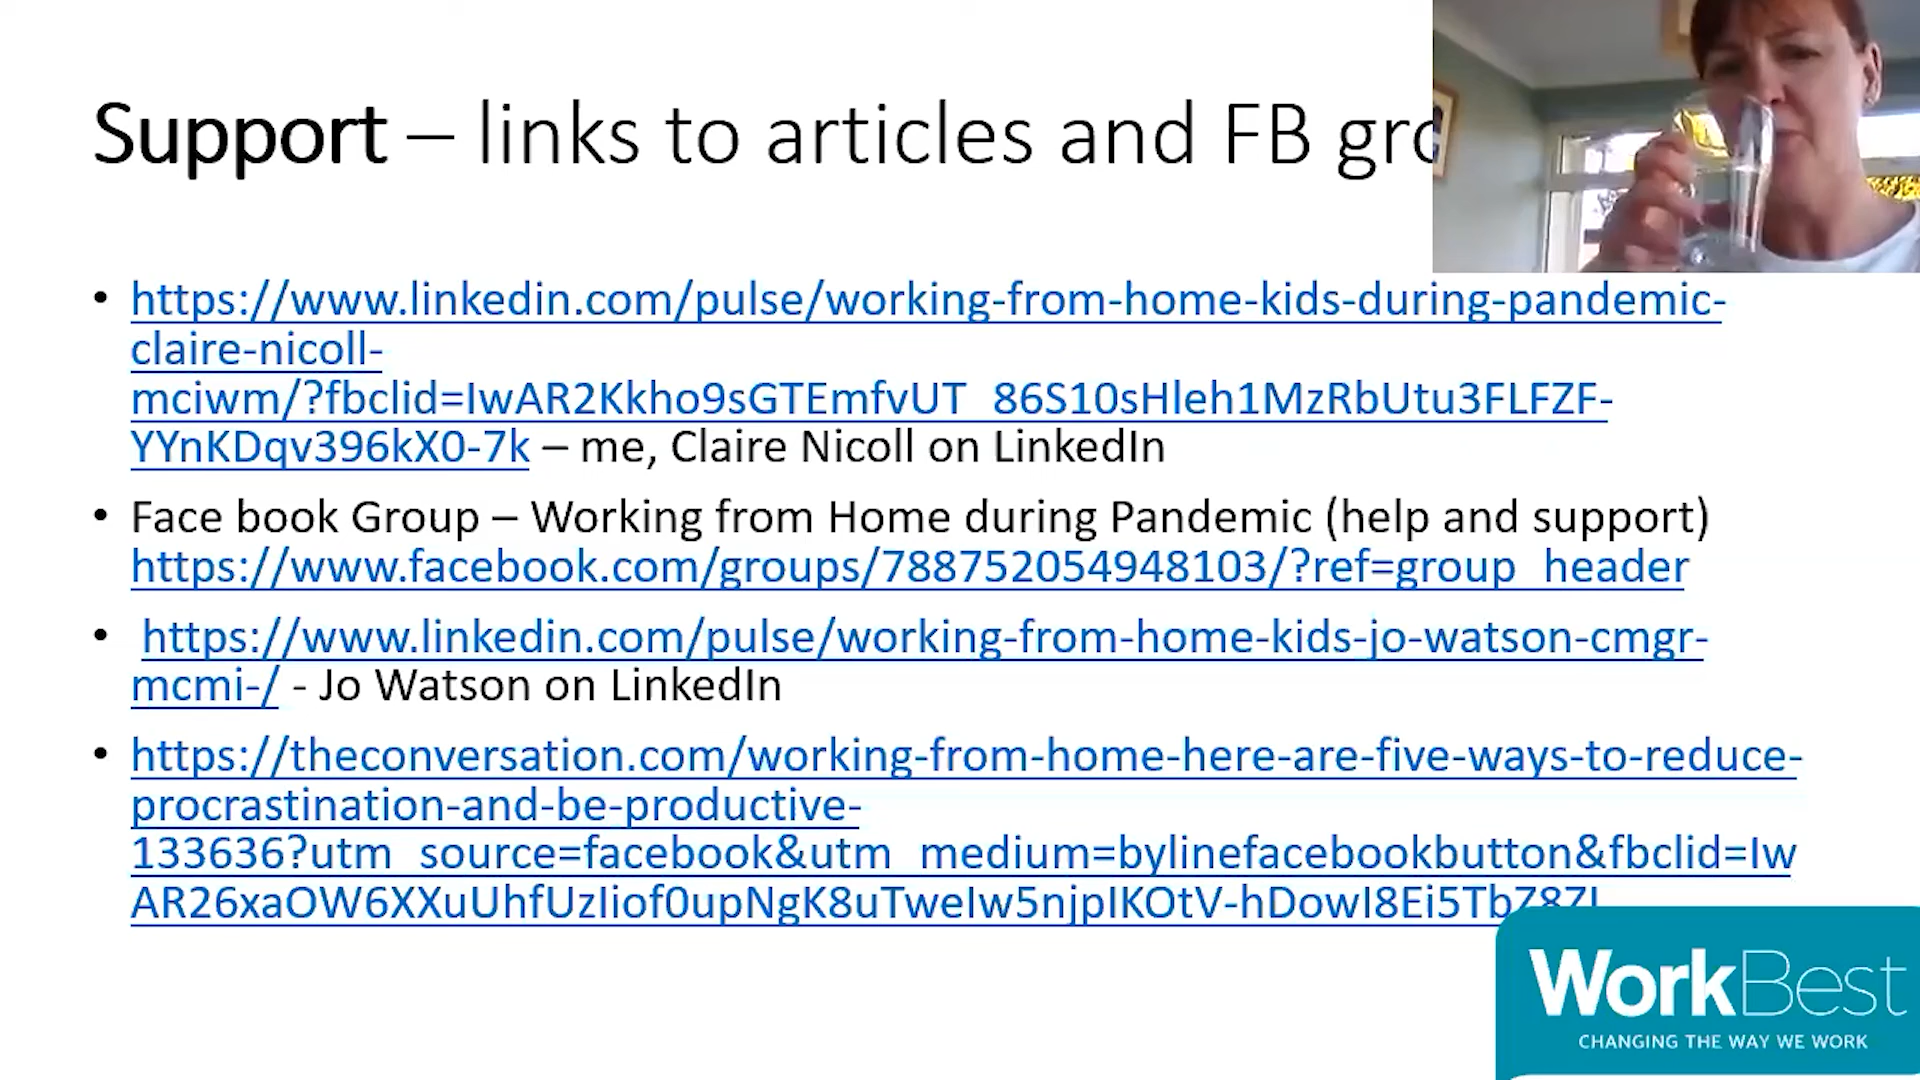 Support – links to articles and FB
https://www.linkedin.com/pulse/working-from-home-kids-during-pandemic-
claire-nicoll-
mciwm/?fbclid=IwAR2Kkho9sGTEmfvUT_86S10sHleh1MzRbUtu3FLFZF-
YYnKDqv396kX0-7k – me, Claire Nicoll on LinkedIn
Face book Group – Working from Home during Pandemic (help and support)
https://www.facebook.com/groups/788752054948103/?ref=group_header
https://www.linkedin.com/pulse/working-from-home-kids-jo-watson-cmgr-
mcmi-/ - Jo Watson on LinkedIn
https://theconversation.com/working-from-home-here-are-five-ways-to-reduce-
procrastination-and-be-productive-
133636?utm_source=facebook&utm_medium=bylinefacebookbutton&fbclid=Iw
AR26xaOW6XXuUhfUzIiof0upNgK8uTweIw5njpIKOtV-hDowI8Ei5TbZ8ZI
WorkBest
CHANGING THE WAY WE WORK